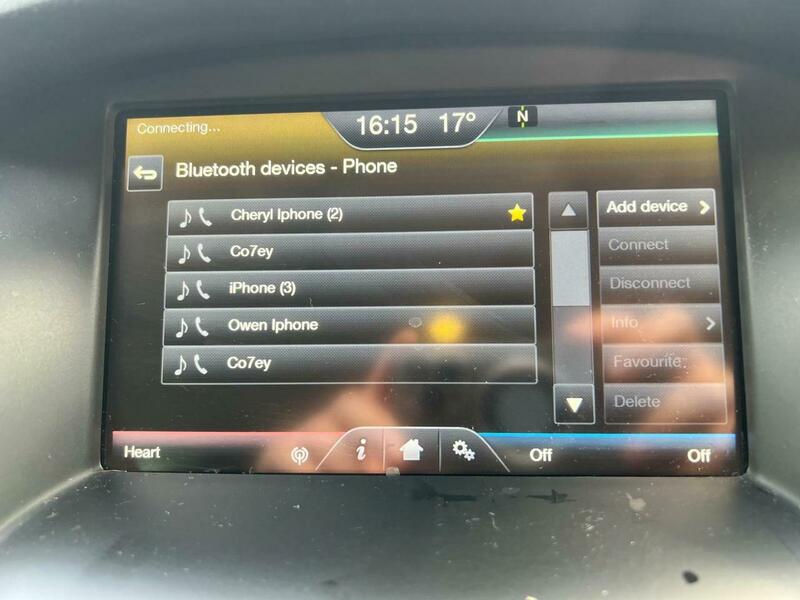 Connecting...
16:15 17°
N
Bluetooth devices - Phone
Cheryl Iphone (2)
Co7ey
iPhone (3)
Owen Iphone
Co7ey
Add device
Connect
Disconnect
Info
Favourite
Delete
Heart
i
Off
Off